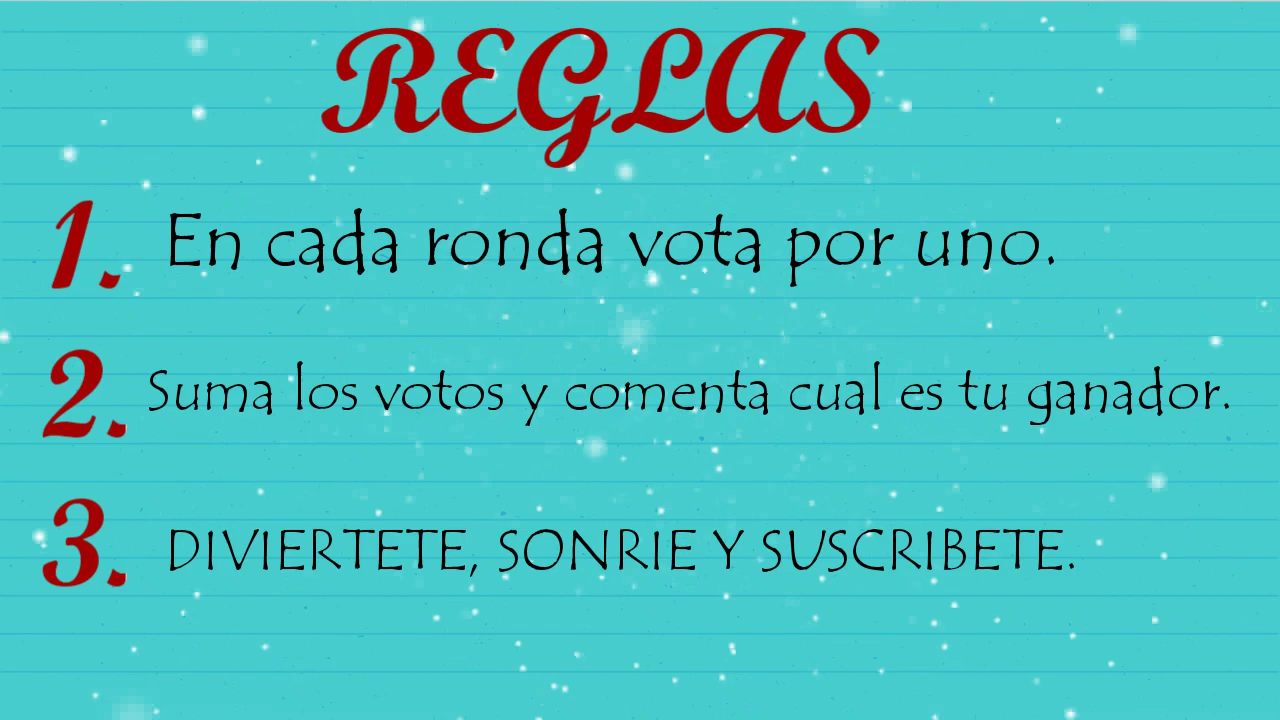 REGLAS
1. En cada ronda vota por uno.
2. Suma los votos y comenta cual es tu ganador.
3. DIVIERTETE, SONRIE Y SUSCRIBETE.